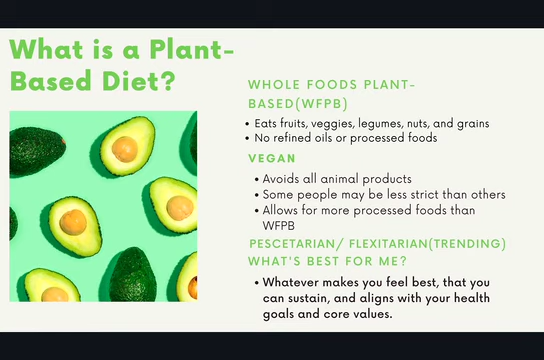 What is a Plant-
Based Diet?
WHOLE FOODS PLANT-
BASED(WFPB)
• Eats fruits, veggies, legumes, nuts, and grains
• No refined oils or processed foods
VEGAN
• Avoids all animal products
• Some people may be less strict than others
• Allows for more processed foods than
WFPB
PESCETARIAN/ FLEXITARIAN(TRENDING)
WHAT'S BEST FOR ME?
• Whatever makes you feel best, that you
can sustain, and aligns with your health
goals and core values.